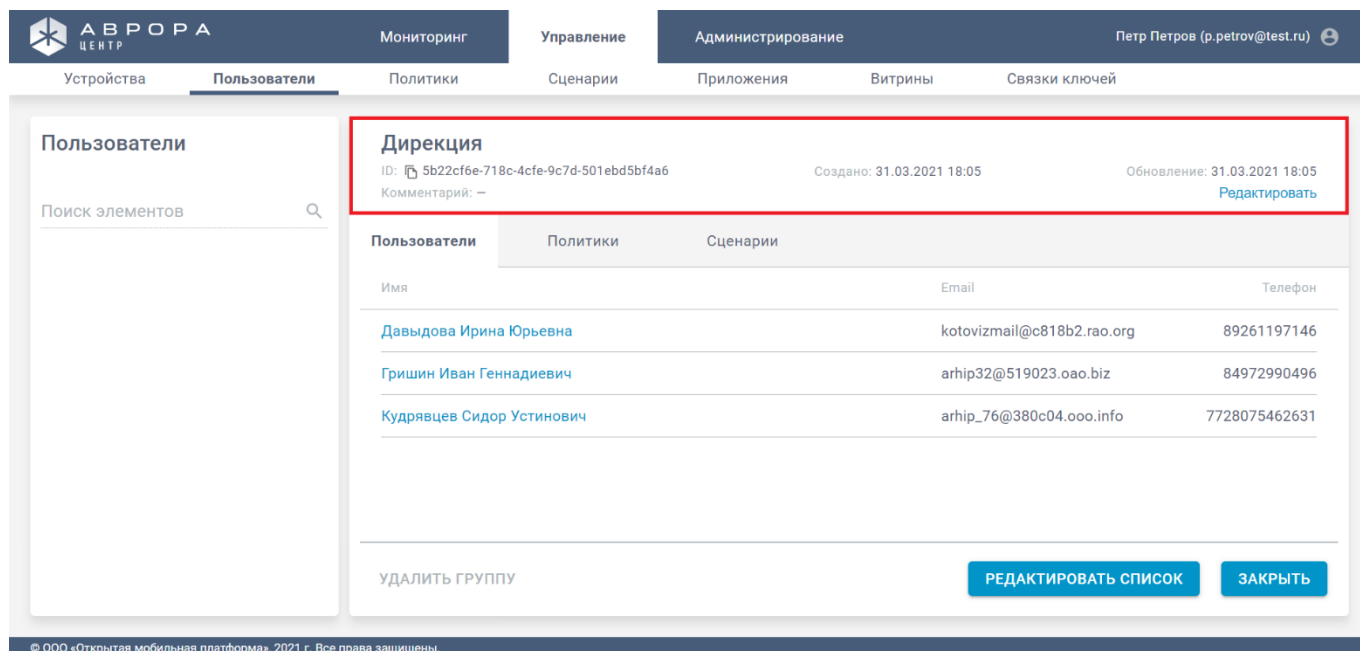 АВРОРА
ЦЕНТР
Мониторинг Управление Администрирование Петр Петров (p.petrov@test.ru)
Устройства Пользователи Политики Сценарии Приложения Витрины Связки ключей
Пользователи
Поиск элементов
Дирекция
ID: 5b22cf6e-718c-4cfe-9c7d-501ebd5bf4a6 Создано: 31.03.2021 18:05 Обновление: 31.03.2021 18:05
Комментарий: — Редактировать
Пользователи Политики Сценарии
Имя Email Телефон
Давыдова Ирина Юрьевна kotovizmail@c818b2.rao.org 89261197146
Гришин Иван Геннадиевич arhip32@519023.oao.biz 84972990496
Кудрявцев Сидор Устинович arhip_76@380c04.ooo.info 7728075462631
УДАЛИТЬ ГРУППУ РЕДАКТИРОВАТЬ СПИСОК ЗАКРЫТЬ
© ООО «Открытая мобильная платформа», 2021 г. Все права защищены.